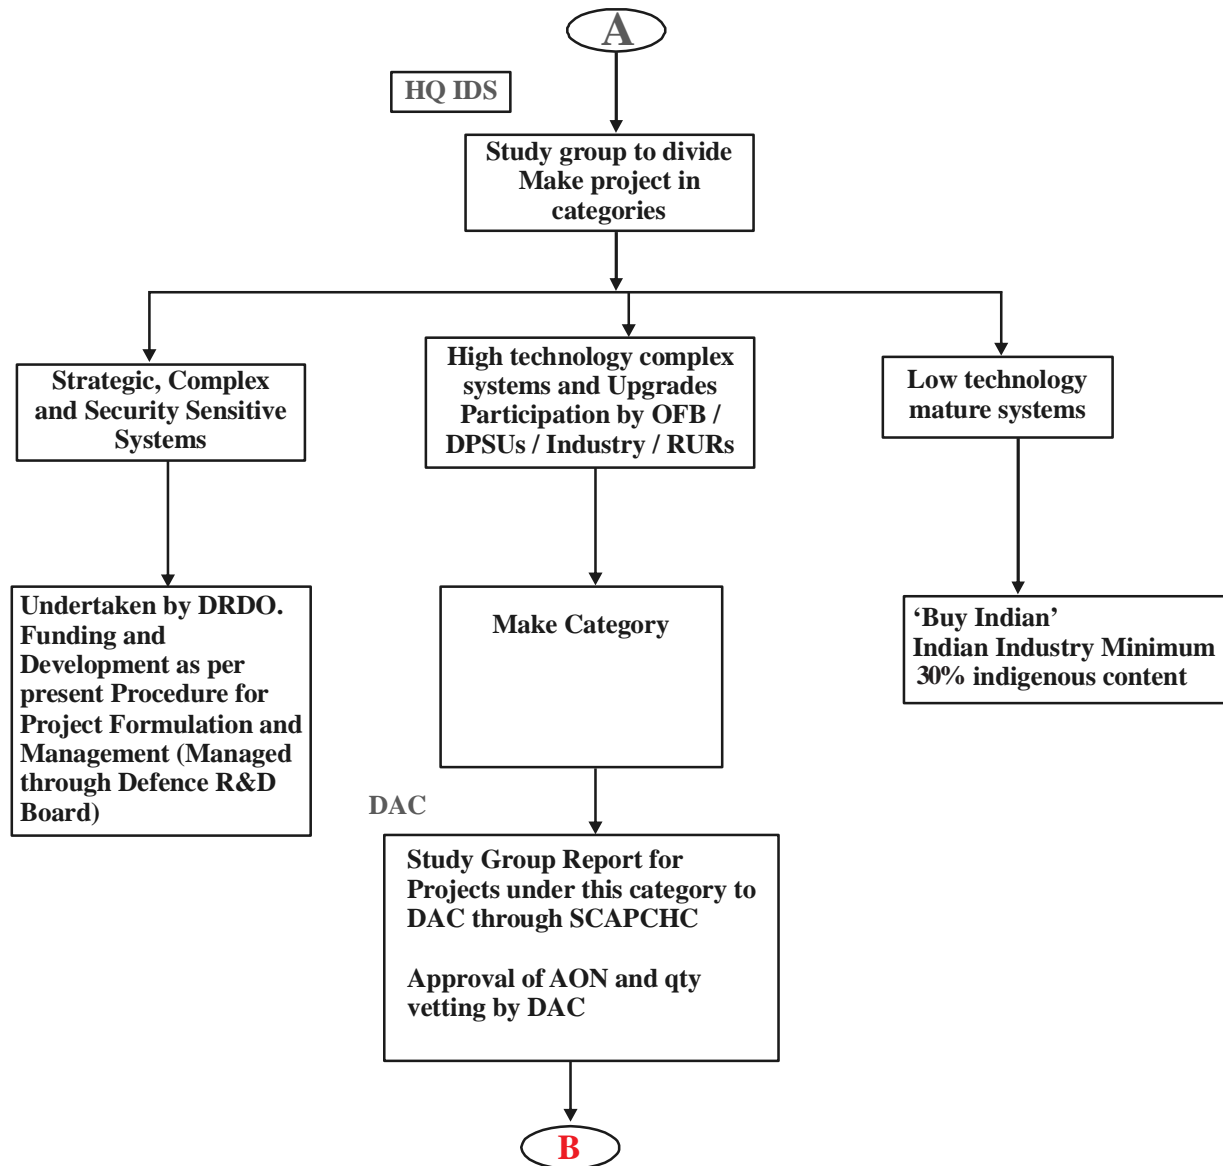 A
HQ IDS
Study group to divide
Make project in
categories
Strategic, Complex
and Security Sensitive
Systems
High technology complex
systems and Upgrades
Participation by OFB /
DPSUs / Industry / RURs
Low technology
mature systems
Undertaken by DRDO.
Funding and
Development as per
present Procedure for
Project Formulation and
Management (Managed
through Defence R&D
Board)
Make Category
‘Buy Indian’
Indian Industry Minimum
30% indigenous content
DAC
Study Group Report for
Projects under this category to
DAC through SCAPCHC
Approval of AON and qty
vetting by DAC
B